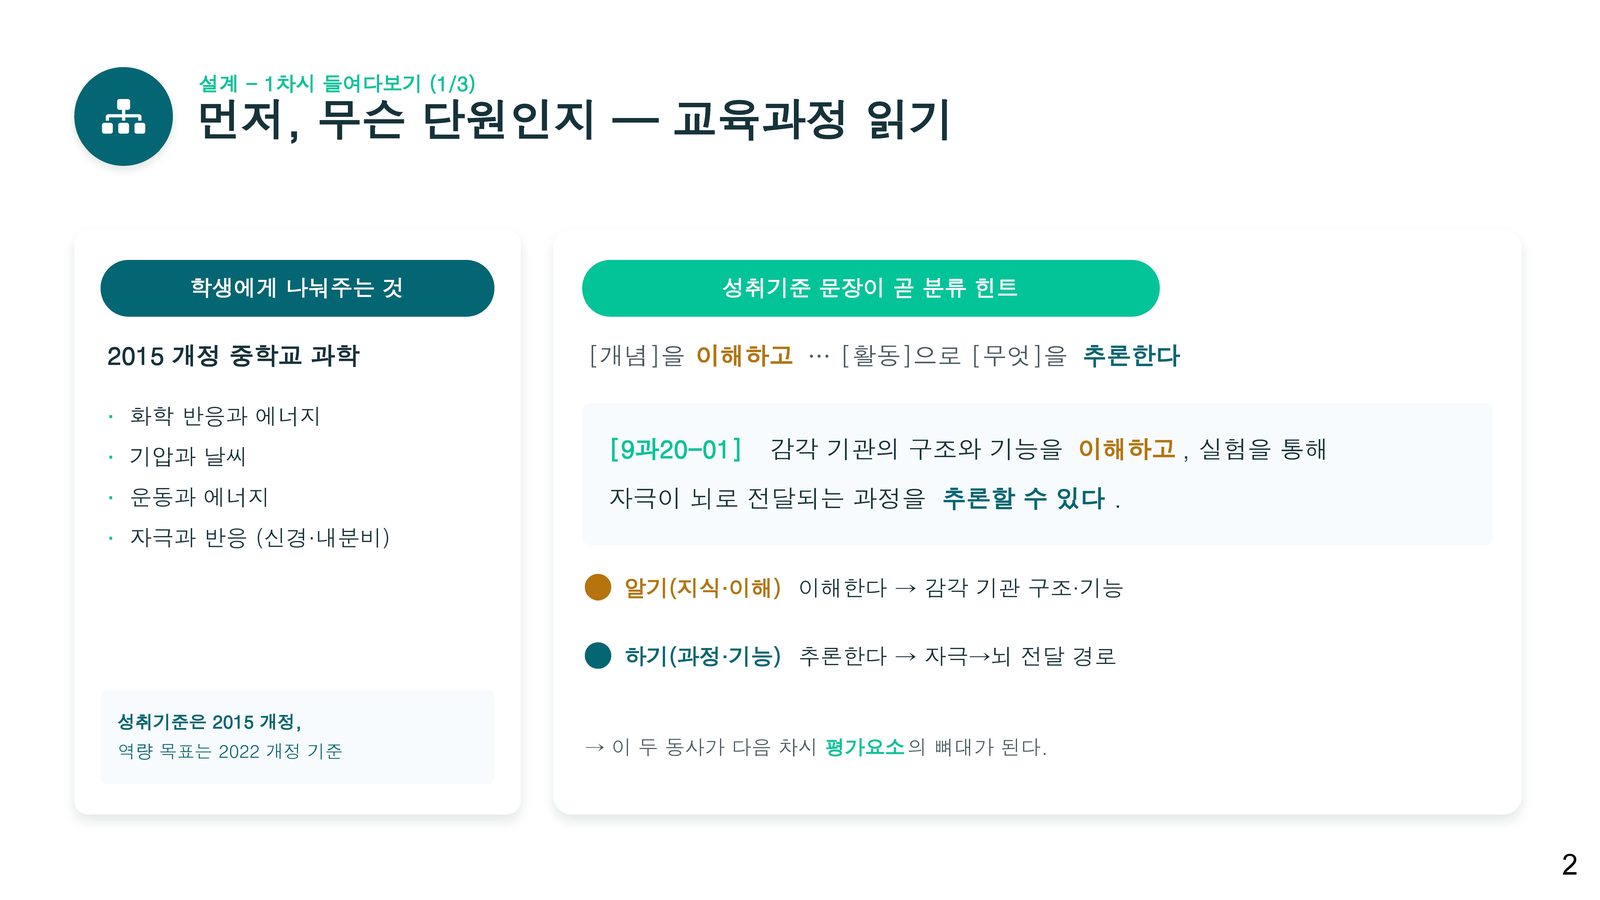 설계 – 1차시 들여다보기 (1/3)
먼저, 무슨 단원인지 — 교육과정 읽기
학생에게 나눠주는 것
2015 개정 중학교 과학
· 화학 반응과 에너지
· 기압과 날씨
· 운동과 에너지
· 자극과 반응 (신경·내분비)
성취기준은 2015 개정,
역량 목표는 2022 개정 기준
성취기준 문장이 곧 분류 힌트
[개념]을 이해하고 … [활동]으로 [무엇]을 추론한다
[9과20–01] 감각 기관의 구조와 기능을 이해하고 , 실험을 통해
자극이 뇌로 전달되는 과정을 추론할 수 있다 .
알기(지식·이해) 이해한다 → 감각 기관 구조·기능
하기(과정·기능) 추론한다 → 자극→뇌 전달 경로
→ 이 두 동사가 다음 차시 평가요소의 뼈대가 된다.
2